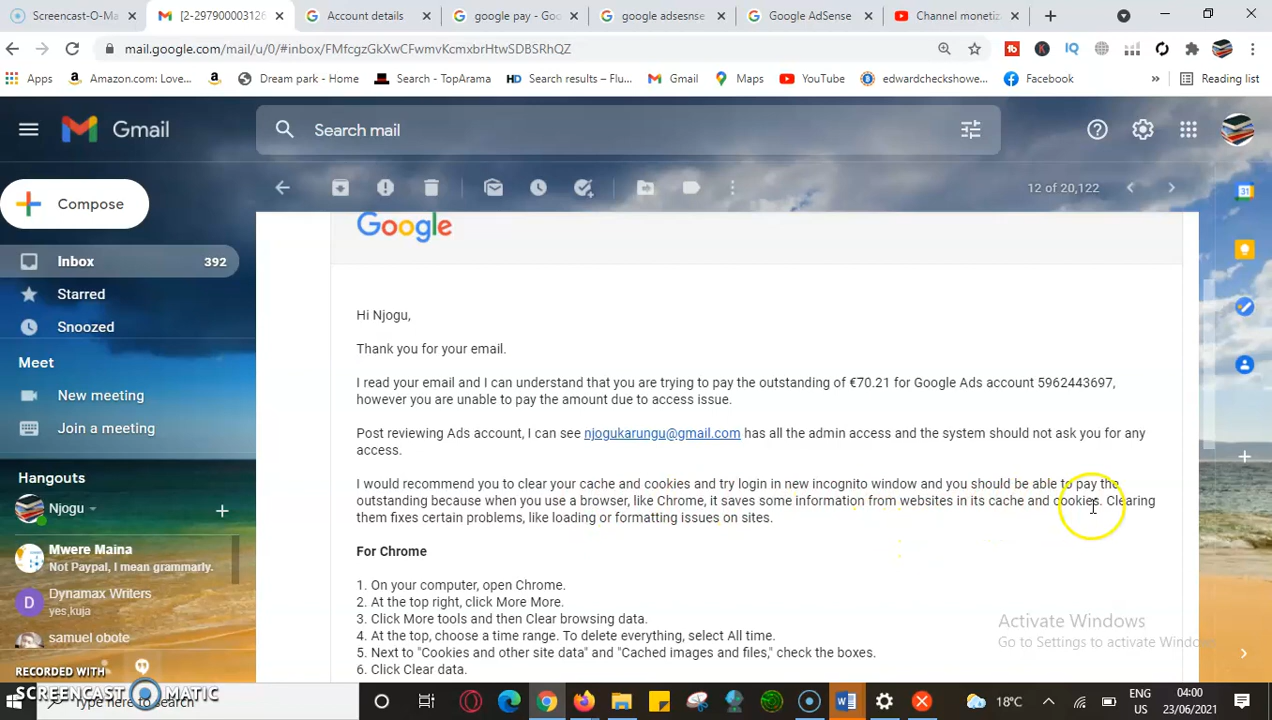 Screencast-O-Ma
[2-297900003126
Account details
google pay - Goo
google adsesnse
Google AdSense
Channel monetiz
mail.google.com/mail/u/0/#inbox/FMfcgzGkXwCFwmvKcmxbrHtwSDBSRhQZ
Apps
Amazon.com: Love...
Dream park - Home
Search - TopArama
HD Search results – Flu...
Gmail
Maps
YouTube
edwardcheckshowe...
Facebook
»
Reading list
Gmail
Search mail
Compose
12 of 20,122
Inbox 392
Starred
Snoozed
Meet
New meeting
Join a meeting
Hangouts
Njogu
Mwere Maina
Not Paypal, I mean grammarly.
Dynamax Writers
yes,kuja
samuel obote
Google
Hi Njogu,
Thank you for your email.
I read your email and I can understand that you are trying to pay the outstanding of €70.21 for Google Ads account 5962443697,
however you are unable to pay the amount due to access issue.
Post reviewing Ads account, I can see njogukarungu@gmail.com has all the admin access and the system should not ask you for any
access.
I would recommend you to clear your cache and cookies and try login in new incognito window and you should be able to pay the
outstanding because when you use a browser, like Chrome, it saves some information from websites in its cache and cookies. Clearing
them fixes certain problems, like loading or formatting issues on sites.
For Chrome
1. On your computer, open Chrome.
2. At the top right, click More More.
3. Click More tools and then Clear browsing data.
4. At the top, choose a time range. To delete everything, select All time.
5. Next to "Cookies and other site data" and "Cached images and files," check the boxes.
6. Click Clear data.
Activate Windows
Go to Settings to activate Windows
RECORDED WITH
SCREENCAST MATIC
Type here to search
18°C
ENG
US
04:00
23/06/2021